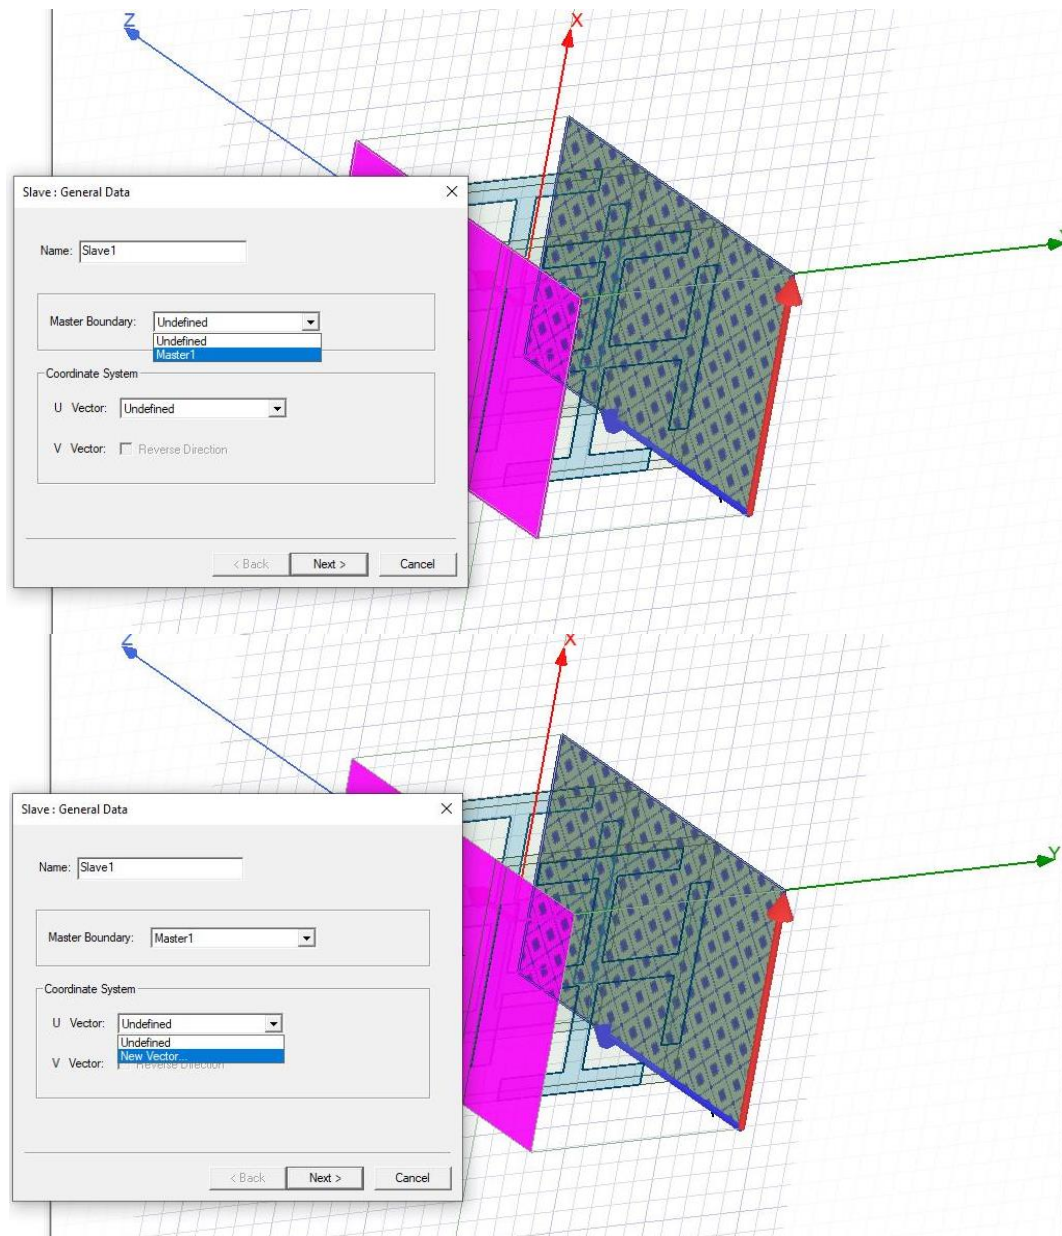 Z
X
Slave : General Data
Name: Slave1
Master Boundary: Undefined
Undefined
Master1
Coordinate System
U Vector: Undefined
V Vector: Reverse Direction
< Back Next > Cancel
Z
X
Y
Slave : General Data
Name: Slave1
Master Boundary: Master1
Coordinate System
U Vector: Undefined
Undefined
New Vector...
V Vector: Reverse Direction
< Back Next > Cancel